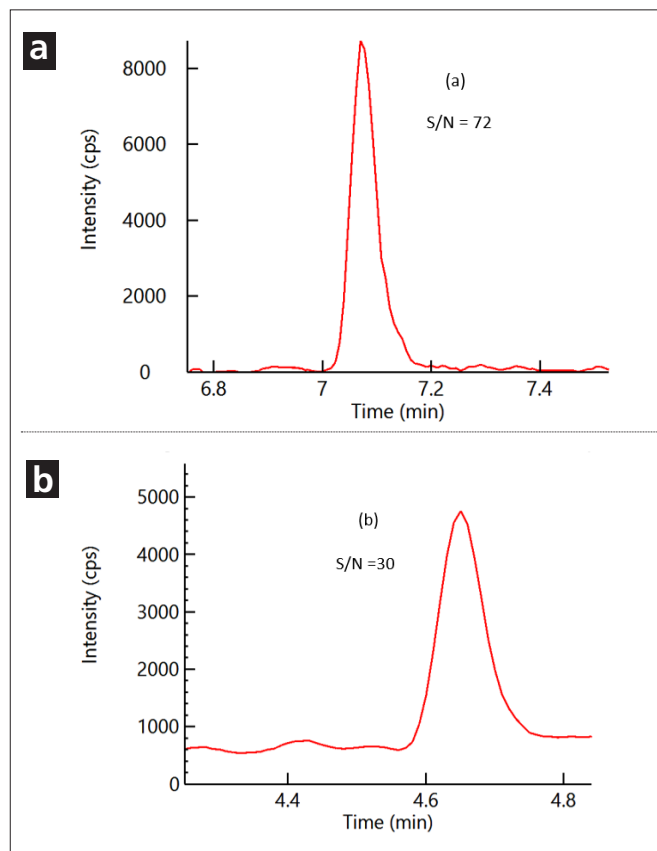 a
(a)
S/N = 72
Intensity (cps)
8000
6000
4000
2000
0
6.8 7 7.2 7.4
Time (min)
b
(b)
S/N =30
Intensity (cps)
5000
4000
3000
2000
1000
0
4.4 4.6 4.8
Time (min)